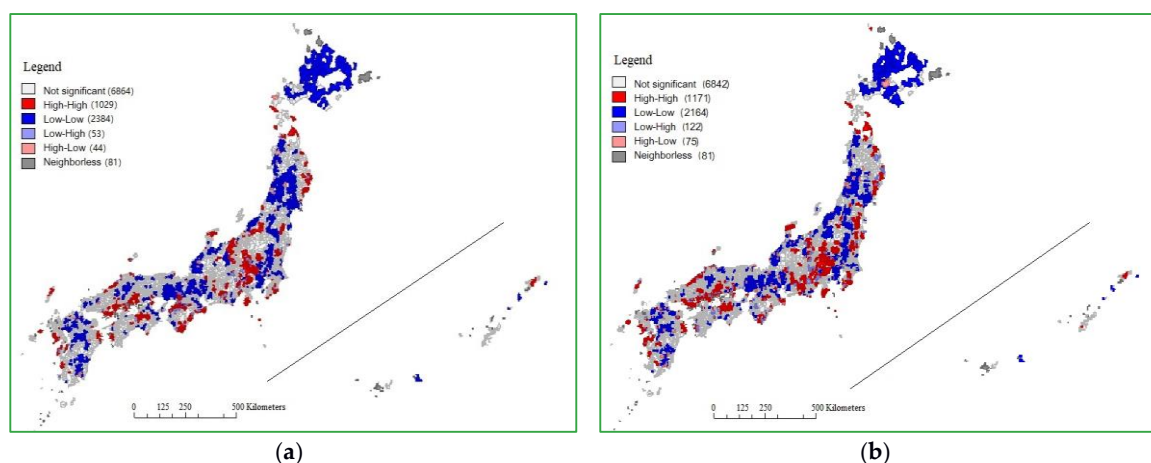 Legend
Not significant (6864)
High-High (1029)
Low-Low (2384)
Low-High (53)
High-Low (44)
Neighborless (81)
0 125 250 500 Kilometers
(a)
Legend
Not significant (6842)
High-High (1171)
Low-Low (2164)
Low-High (122)
High-Low (75)
Neighborless (81)
0 125 250 500 Kilometers
(b)